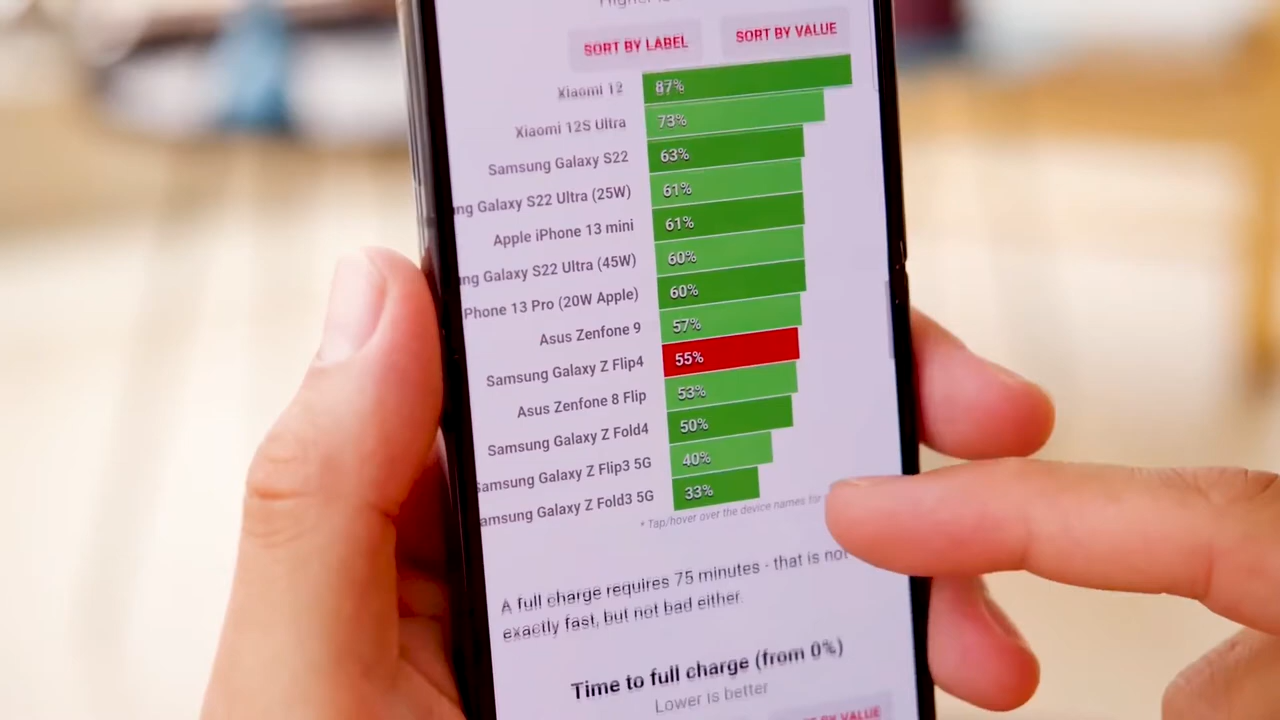 Higher is
SORT BY LABEL SORT BY VALUE
Xiaomi 12 87%
Xiaomi 12S Ultra 73%
Samsung Galaxy S22 63%
ng Galaxy S22 Ultra (25W) 61%
Apple iPhone 13 mini 61%
ng Galaxy S22 Ultra (45W) 60%
Phone 13 Pro (20W Apple) 60%
Asus Zenfone 9 57%
Samsung Galaxy Z Flip4 55%
Asus Zenfone 8 Flip 53%
Samsung Galaxy Z Fold4 50%
Samsung Galaxy Z Flip3 5G 40%
amsung Galaxy Z Fold3 5G 33%
* Tap/hover over the device names for
A full charge requires 75 minutes - that is not
exactly fast, but not bad either.
Time to full charge (from 0%)
Lower is better
BY VALUE